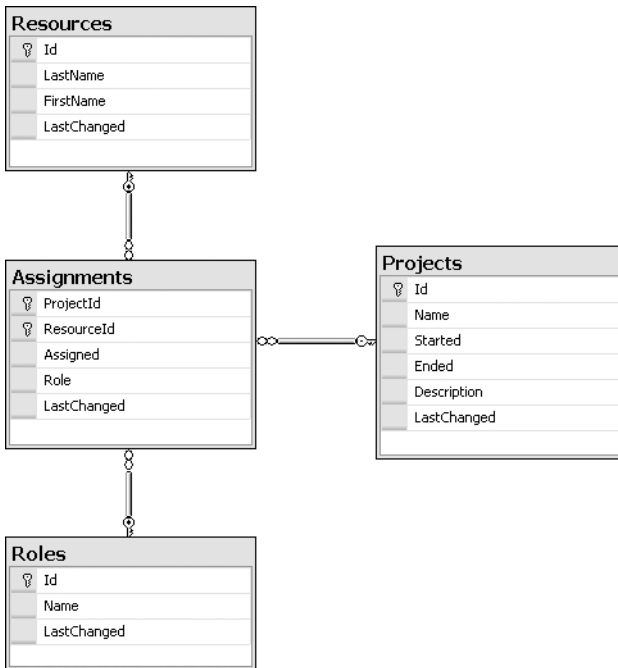 Resources
Id
LastName
FirstName
LastChanged
Assignments
ProjectId
ResourceId
Assigned
Role
LastChanged
Projects
Id
Name
Started
Ended
Description
LastChanged
Roles
Id
Name
LastChanged